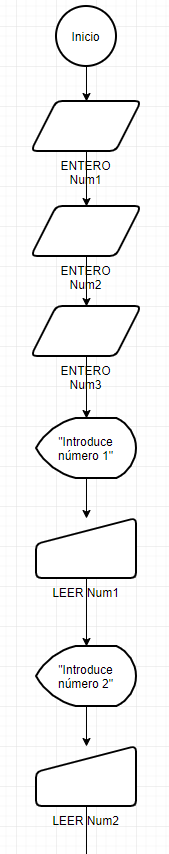 Inicio
ENTERO
Num1
ENTERO
Num2
ENTERO
Num3
"Introduce
número 1"
LEER Num1
"Introduce
número 2"
LEER Num2